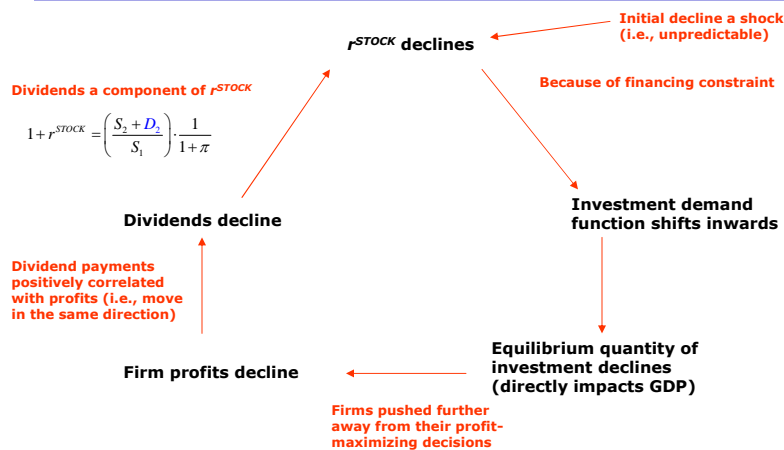 Initial decline a shock
(i.e., unpredictable)
r^STOCK declines
Because of financing constraint
Dividends a component of r^STOCK
1 + r^STOCK = ( (S_2 + D_2) / S_1 ) · 1 / (1 + π)
Investment demand
function shifts inwards
Dividends decline
Dividend payments
positively correlated
with profits (i.e., move
in the same direction)
Equilibrium quantity of
investment declines
(directly impacts GDP)
Firm profits decline
Firms pushed further
away from their profit-
maximizing decisions